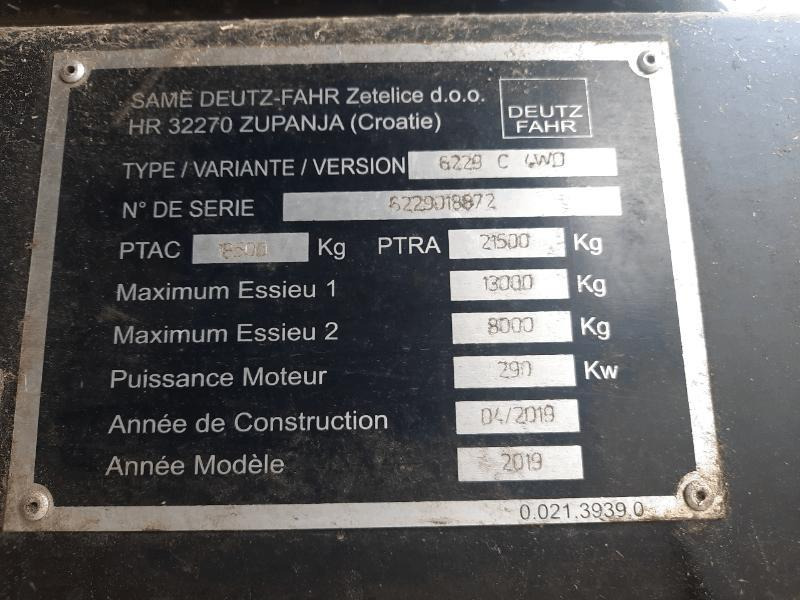 SAME DEUTZ-FAHR Zetelice d.o.o.
HR 32270 ZUPANJA (Croatie)
DEUTZ
FAHR
TYPE / VARIANTE / VERSION 6229 C 4WD
N° DE SERIE 6229018872
PTAC Kg PTRA 21500 Kg
Maximum Essieu 1 13000 Kg
Maximum Essieu 2 8000 Kg
Puissance Moteur 290 Kw
Année de Construction 04/2019
Année Modèle 2019
0.021.3939.0